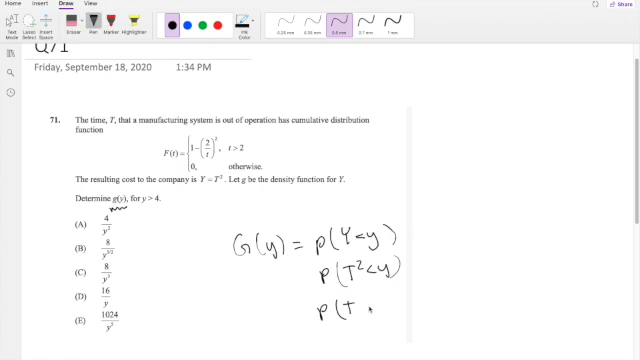 Home Insert Draw View
Text Mode
Lasso Select
Eraser
Pen
Marker
Highlighter
Ink Color
0.25 mm
0.35 mm
0.5 mm
0.7 mm
1 mm
Q71
Friday, September 18, 2020 1:34 PM
71. The time, T, that a manufacturing system is out of operation has cumulative distribution
function
F(t) = { 1 − (2/t)², t > 2
0, otherwise.
The resulting cost to the company is Y = T². Let g be the density function for Y.
Determine g(y), for y > 4.
(A) 4/y²
(B) 8/y^(3/2)
(C) 8/y³
(D) 16/y
(E) 1024/y⁵
G(y) = P(Y<y)
P(T²<y)
P(T